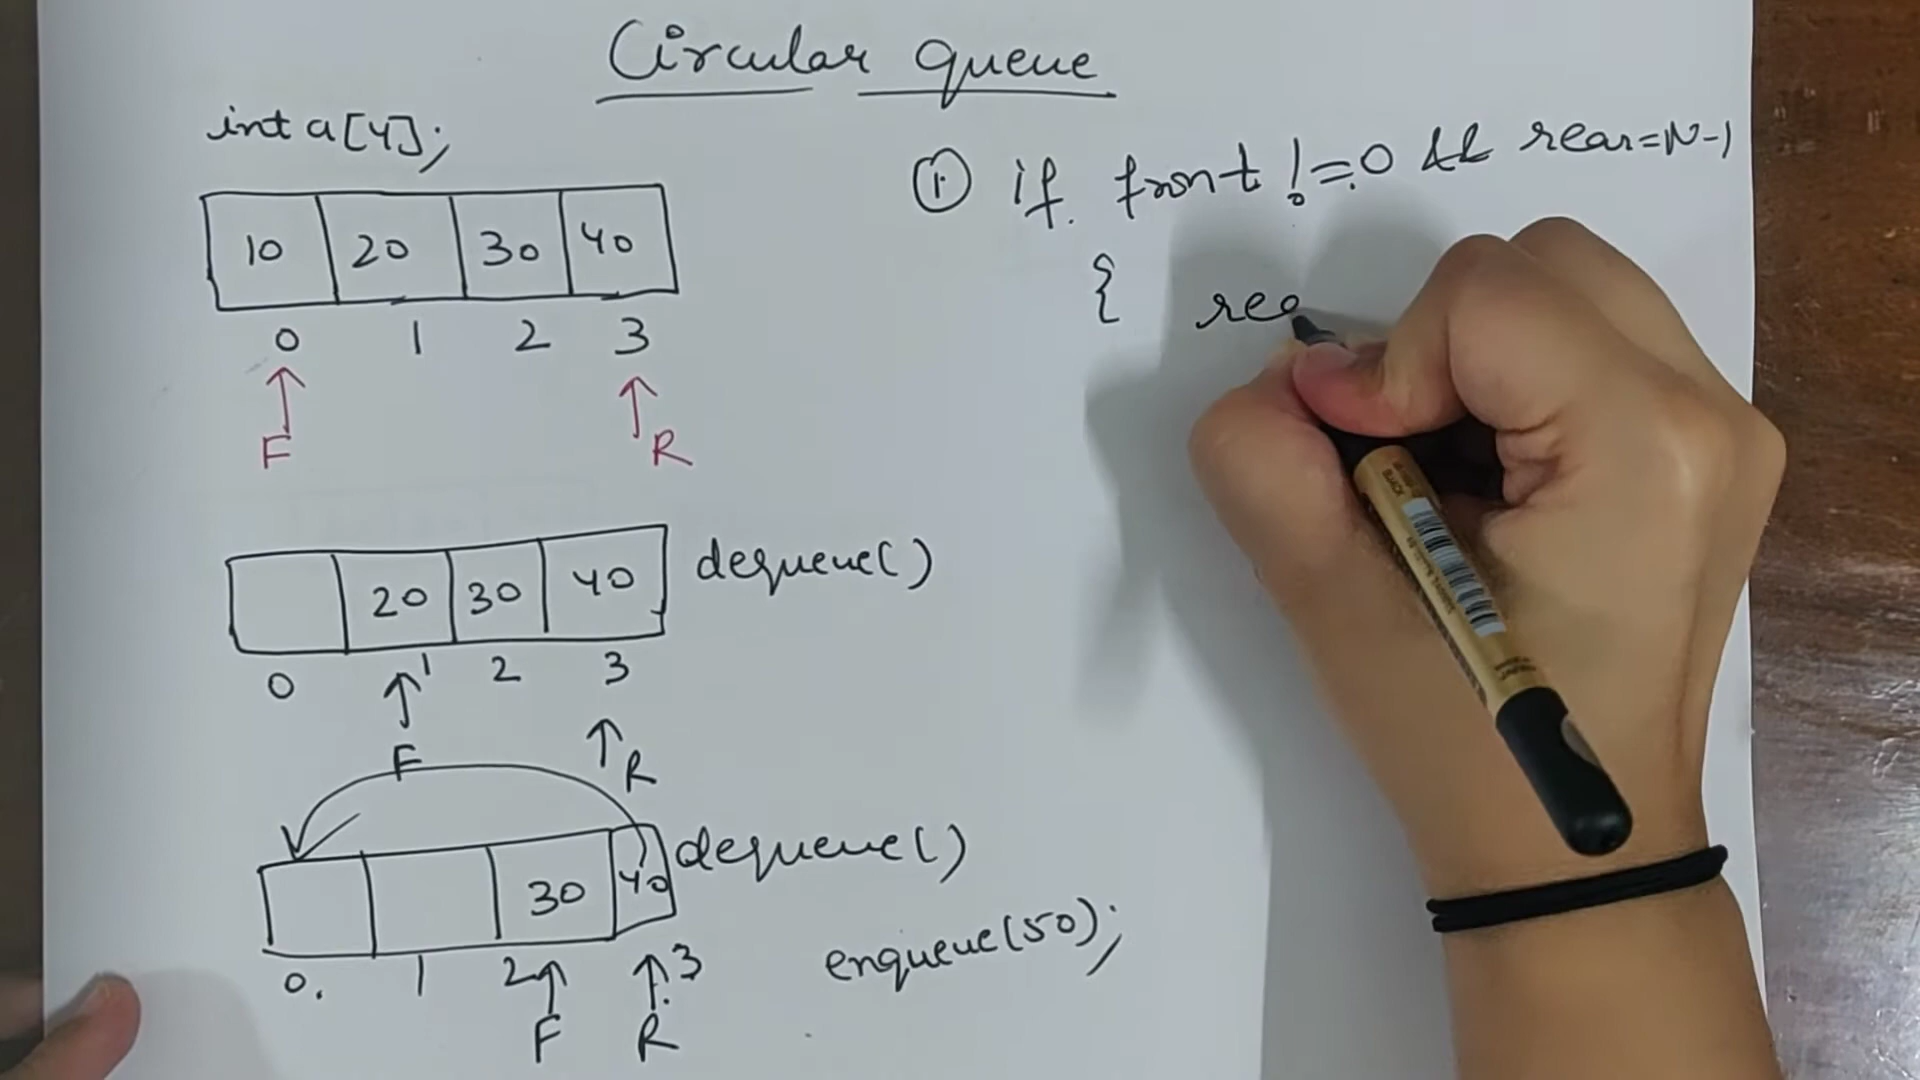 Circular queue
int a[4];
10 20 30 40
0 1 2 3
F R
20 30 40 dequeue()
0 1 2 3
F R
30 40 dequeue()
0. 1 2 3
F R
enqueue(50);
① if front != 0 && rear=N-1
{ rea